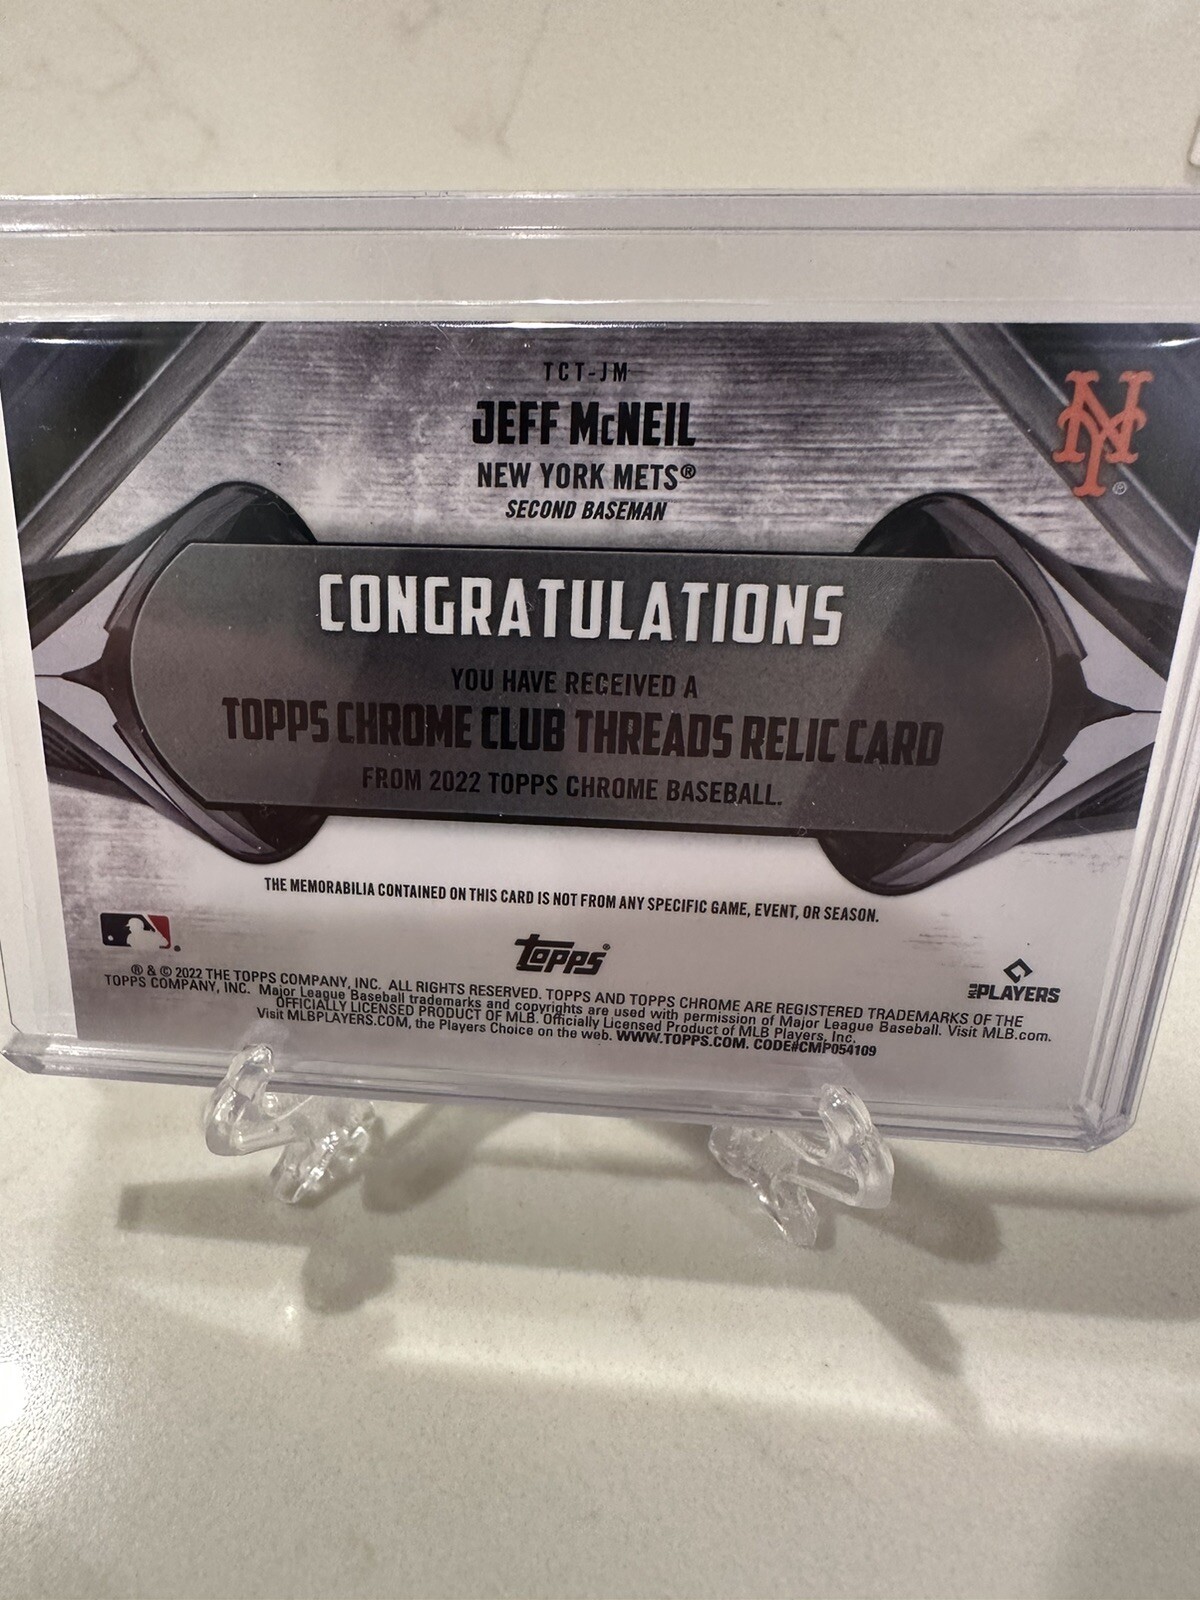 TCT-JM
JEFF McNEIL
NEW YORK METS®
SECOND BASEMAN
NY
®
CONGRATULATIONS
YOU HAVE RECEIVED A
TOPPS CHROME CLUB THREADS RELIC CARD
FROM 2022 TOPPS CHROME BASEBALL.
THE MEMORABILIA CONTAINED ON THIS CARD IS NOT FROM ANY SPECIFIC GAME, EVENT, OR SEASON.
topps®
MLB PLAYERS
® & © 2022 THE TOPPS COMPANY, INC. ALL RIGHTS RESERVED. TOPPS AND TOPPS CHROME ARE REGISTERED TRADEMARKS OF THE
TOPPS COMPANY, INC. Major League Baseball trademarks and copyrights are used with permission of Major League Baseball. Visit MLB.com.
OFFICIALLY LICENSED PRODUCT OF MLB. Officially Licensed Product of MLB Players, Inc.
Visit MLBPLAYERS.COM, the Players Choice on the web. WWW.TOPPS.COM. CODE#CMP054109